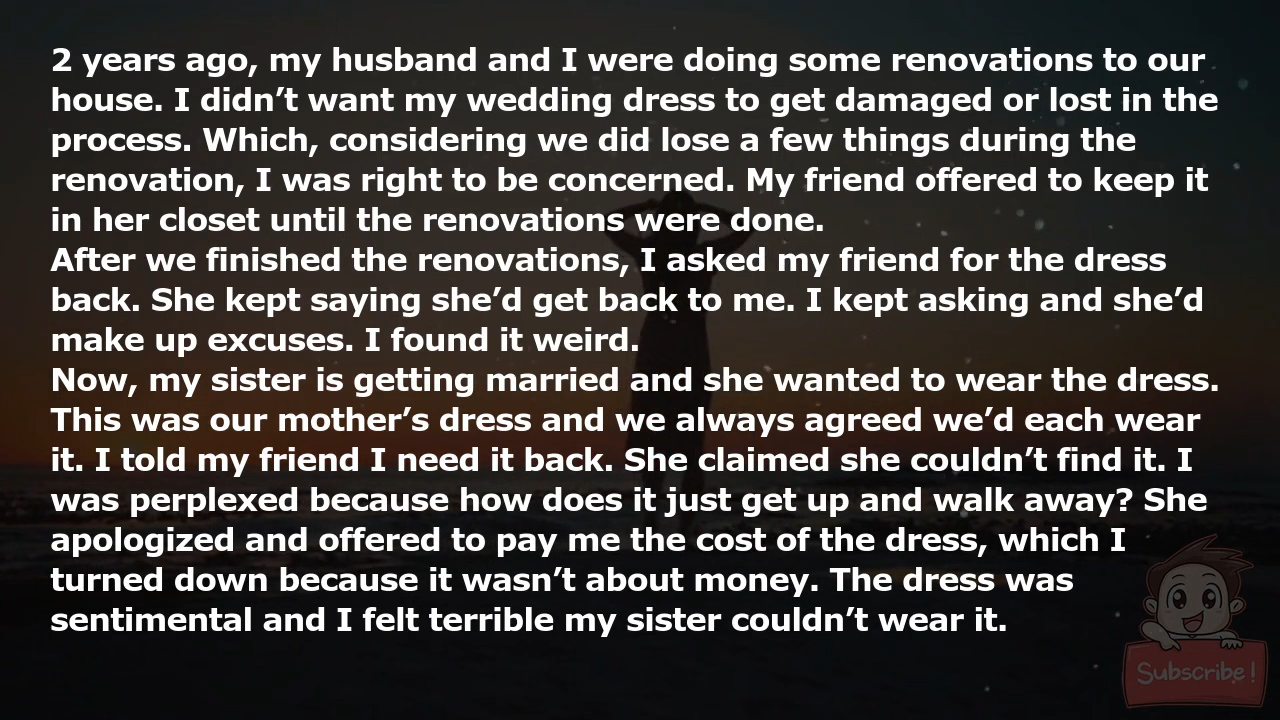 2 years ago, my husband and I were doing some renovations to our
house. I didn’t want my wedding dress to get damaged or lost in the
process. Which, considering we did lose a few things during the
renovation, I was right to be concerned. My friend offered to keep it
in her closet until the renovations were done.
After we finished the renovations, I asked my friend for the dress
back. She kept saying she’d get back to me. I kept asking and she’d
make up excuses. I found it weird.
Now, my sister is getting married and she wanted to wear the dress.
This was our mother’s dress and we always agreed we’d each wear
it. I told my friend I need it back. She claimed she couldn’t find it. I
was perplexed because how does it just get up and walk away? She
apologized and offered to pay me the cost of the dress, which I
turned down because it wasn’t about money. The dress was
sentimental and I felt terrible my sister couldn’t wear it.
Subscribe!